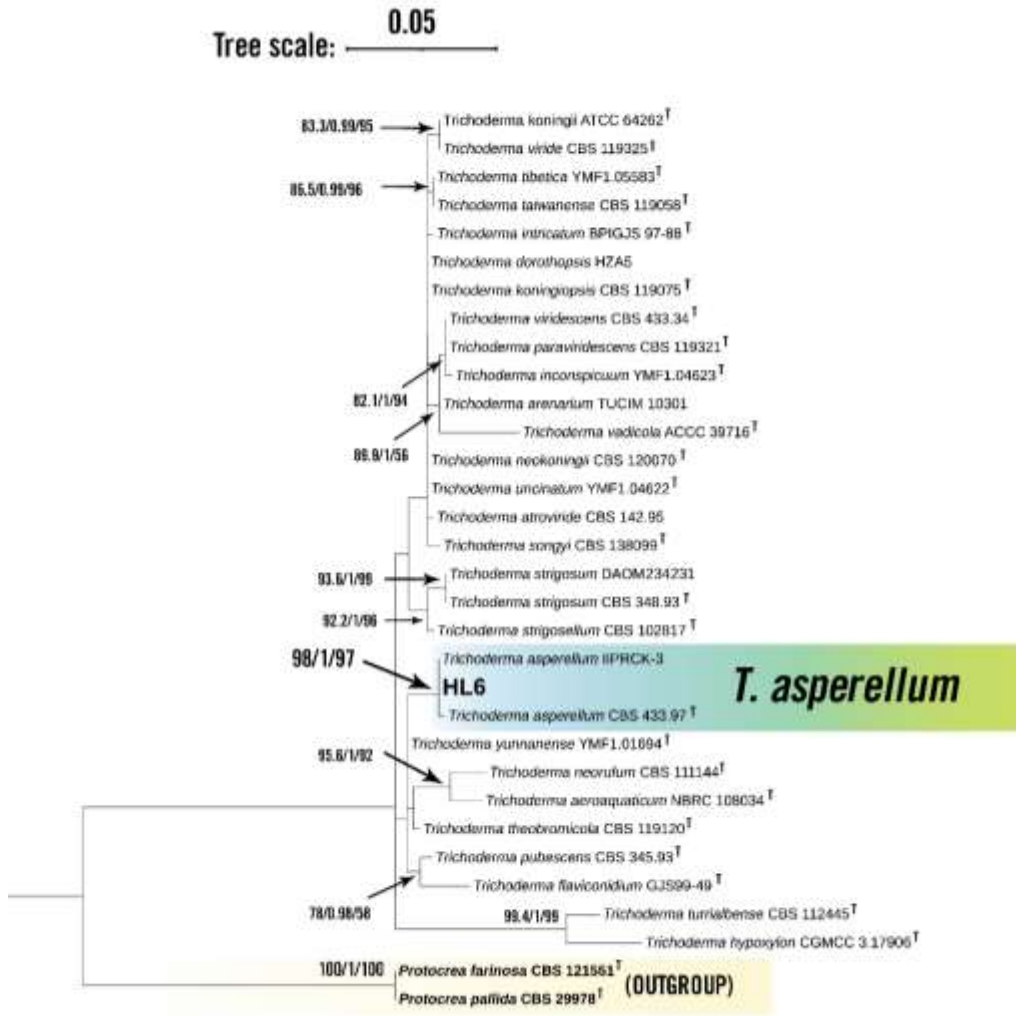 0.05
Tree scale:
83.3/0.99/95
Trichoderma koningii ATCC 64262T
Trichoderma viride CBS 119325T
86.5/0.99/96
Trichoderma tibetica YMF1.05583T
Trichoderma taiwanense CBS 119058T
Trichoderma intricatum BPIGJS 97-88T
Trichoderma dorothopsis HZA5
Trichoderma koningiopsis CBS 119075T
Trichoderma viridescens CBS 433.34T
Trichoderma paraviridescens CBS 119321T
Trichoderma inconspicuum YMF1.04623T
82.1/1/94
Trichoderma arenarium TUCIM 10301
Trichoderma vadicola ACCC 39716T
89.9/1/56
Trichoderma neokoningii CBS 120070T
Trichoderma uncinatum YMF1.04622T
Trichoderma atroviride CBS 142.95
Trichoderma songyi CBS 138099T
93.6/1/99
Trichoderma strigosum DAOM234231
Trichoderma strigosum CBS 348.93T
92.2/1/96
Trichoderma strigosellum CBS 102817T
98/1/97
Trichoderma asperellum IIPRCK-3
HL6
T. asperellum
Trichoderma asperellum CBS 433.97T
Trichoderma yunnanense YMF1.01694T
95.6/1/92
Trichoderma neorufum CBS 111144T
Trichoderma aeroaquaticum NBRC 108034T
Trichoderma theobromicola CBS 119120T
Trichoderma pubescens CBS 345.93T
Trichoderma flaviconidium GJS99-49T
78/0.98/58
99.4/1/99
Trichoderma turrialbense CBS 112445T
Trichoderma hypoxylon CGMCC 3.17906T
100/1/100
Protocrea farinosa CBS 121551T
(OUTGROUP)
Protocrea pallida CBS 29978T